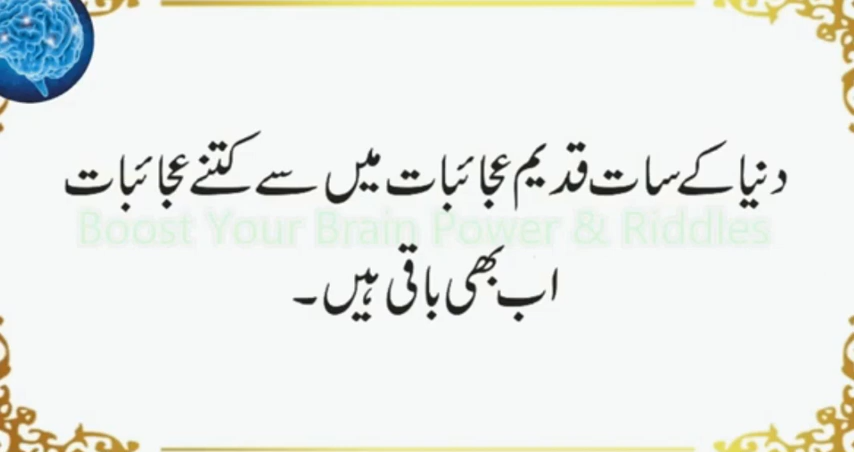 دنیا کے سات قدیم عجائبات میں سے کتنے عجائبات
Boost Your Brain Power & Riddles
اب بھی باقی ہیں۔